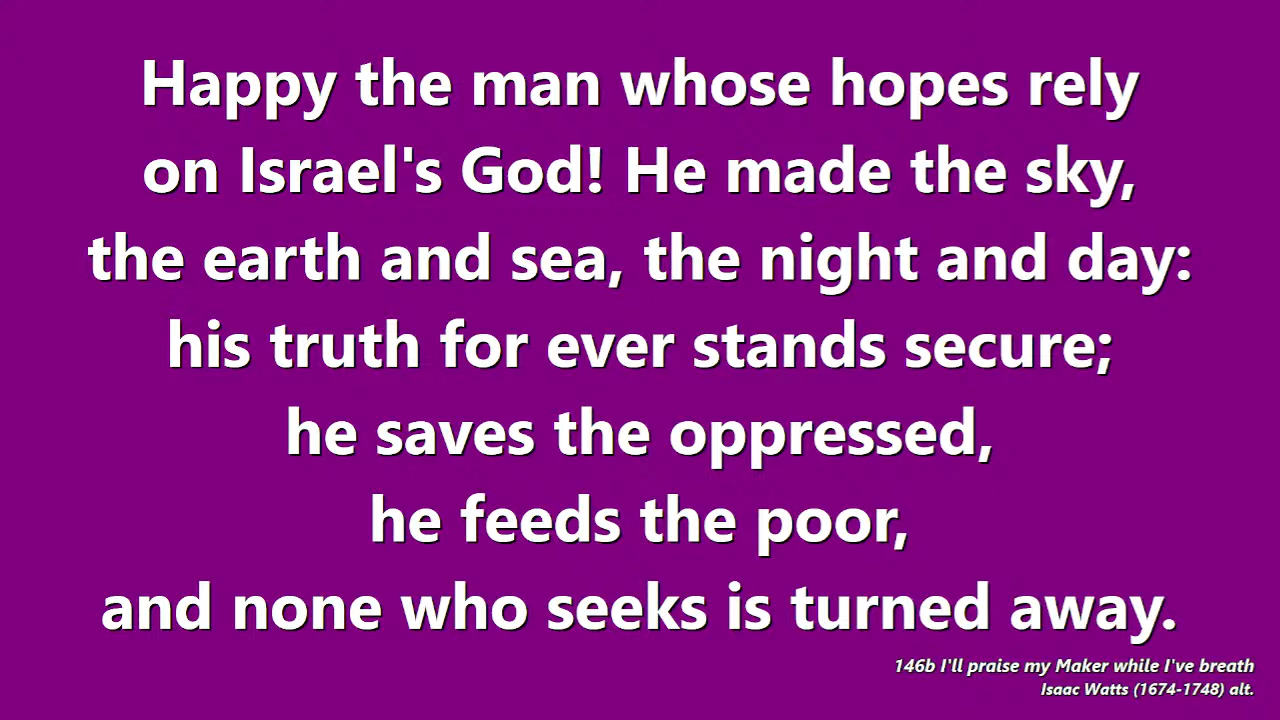 Happy the man whose hopes rely
on Israel's God! He made the sky,
the earth and sea, the night and day:
his truth for ever stands secure;
he saves the oppressed,
he feeds the poor,
and none who seeks is turned away.
146b I'll praise my Maker while I've breath
Isaac Watts (1674-1748) alt.